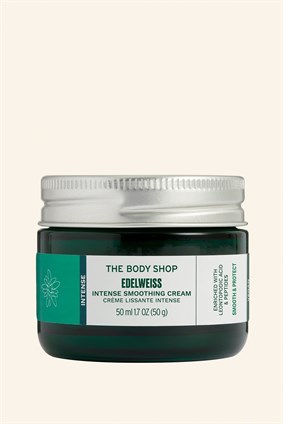 INTENSE
THE BODY SHOP
EDELWEISS
INTENSE SMOOTHING CREAM
CRÈME LISSANTE INTENSE
50 ml 1.7 OZ (50 g)
ENRICHED WITH
LEONTOPODIC ACID
& PEPTIDES
SMOOTH & PROTECT